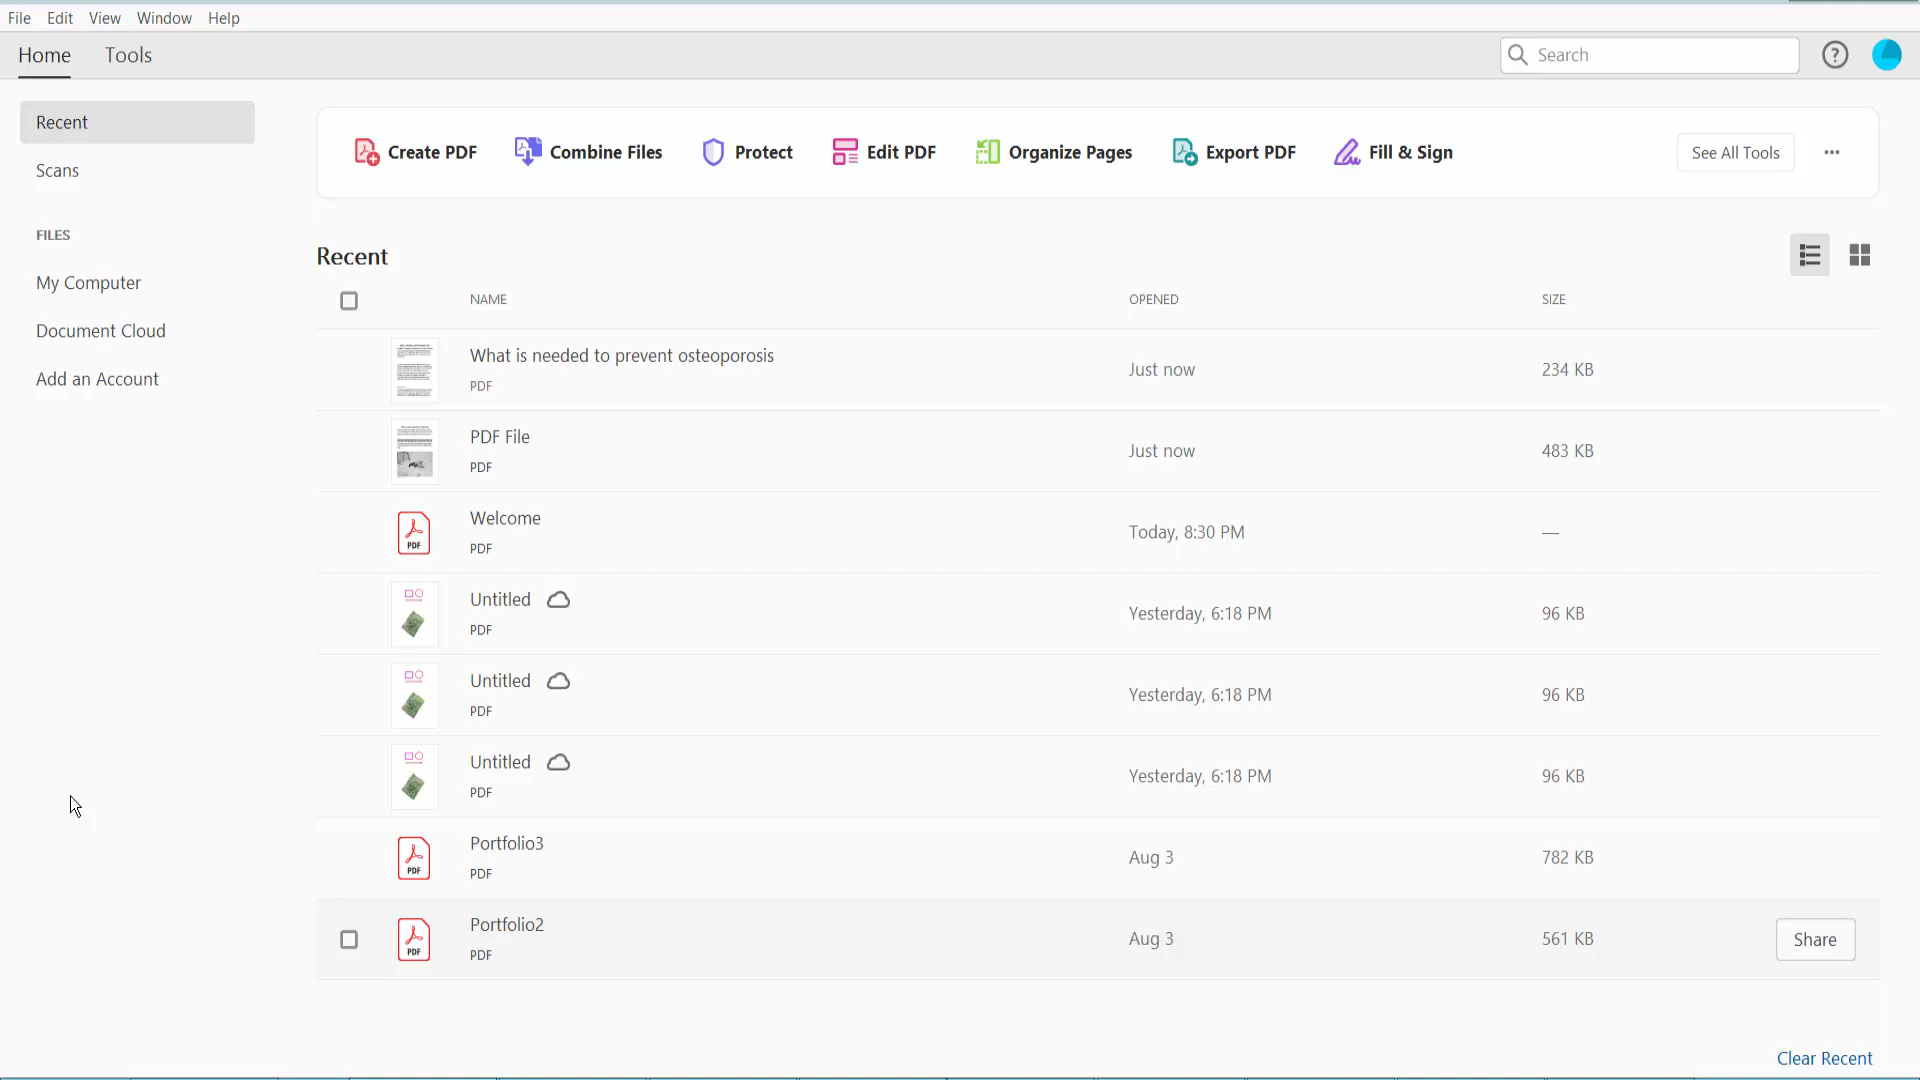 File Edit View Window Help
Home Tools Search
Recent
Scans
FILES
My Computer
Document Cloud
Add an Account
Create PDF Combine Files Protect Edit PDF Organize Pages Export PDF Fill & Sign See All Tools
Recent
NAME OPENED SIZE
What is needed to prevent osteoporosis
PDF
Just now 234 KB
PDF File
PDF
Just now 483 KB
Welcome
PDF
Today, 8:30 PM —
Untitled
PDF
Yesterday, 6:18 PM 96 KB
Untitled
PDF
Yesterday, 6:18 PM 96 KB
Untitled
PDF
Yesterday, 6:18 PM 96 KB
Portfolio3
PDF
Aug 3 782 KB
Portfolio2
PDF
Aug 3 561 KB Share
Clear Recent